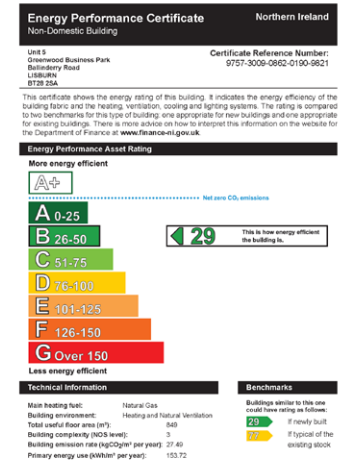 Energy Performance Certificate
Northern Ireland
Non-Domestic Building
Unit 5
Greenwood Business Park
Ballinderry Road
LISBURN
BT28 2SA
Certificate Reference Number:
9757-3009-0862-0190-9821
This certificate shows the energy rating of this building. It indicates the energy efficiency of the
building fabric and the heating, ventilation, cooling and lighting systems. The rating is compared
to two benchmarks for this type of building: one appropriate for new buildings and one appropriate
for existing buildings. There is more advice on how to interpret this information on the website for
the Department of Finance at www.finance-ni.gov.uk.
Energy Performance Asset Rating
More energy efficient
A+
Net zero CO₂ emissions
A 0-25
B 26-50
29
This is how energy efficient
the building is.
C 51-75
D 76-100
E 101-125
F 126-150
G Over 150
Less energy efficient
Technical Information
Main heating fuel: Natural Gas
Building environment: Heating and Natural Ventilation
Total useful floor area (m²): 849
Building complexity (NOS level): 3
Building emission rate (kgCO₂/m² per year): 27.49
Primary energy use (kWh/m² per year): 153.72
Benchmarks
Buildings similar to this one
could have rating as follows:
29 If newly built
If typical of the
existing stock